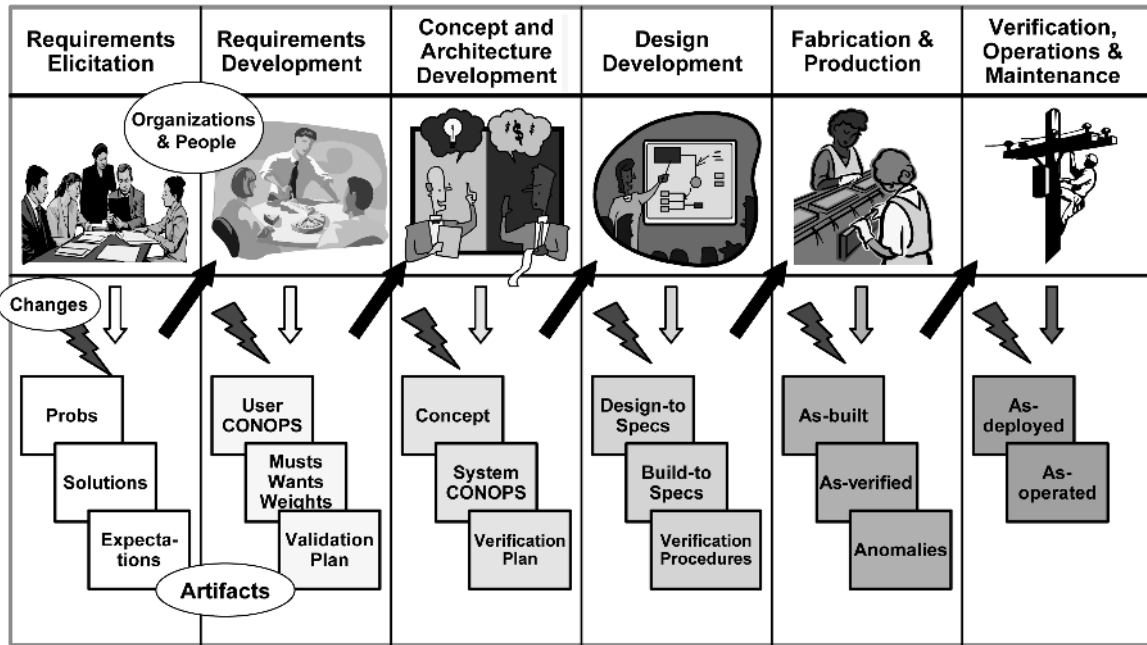 Requirements
Elicitation
Requirements
Development
Concept and
Architecture
Development
Design
Development
Fabrication &
Production
Verification,
Operations &
Maintenance
Organizations
& People
$
Changes
Probs
Solutions
Expecta-
tions
User
CONOPS
Musts
Wants
Weights
Validation
Plan
Concept
System
CONOPS
Verification
Plan
Design-to
Specs
Build-to
Specs
Verification
Procedures
As-built
As-verified
Anomalies
As-
deployed
As-
operated
Artifacts